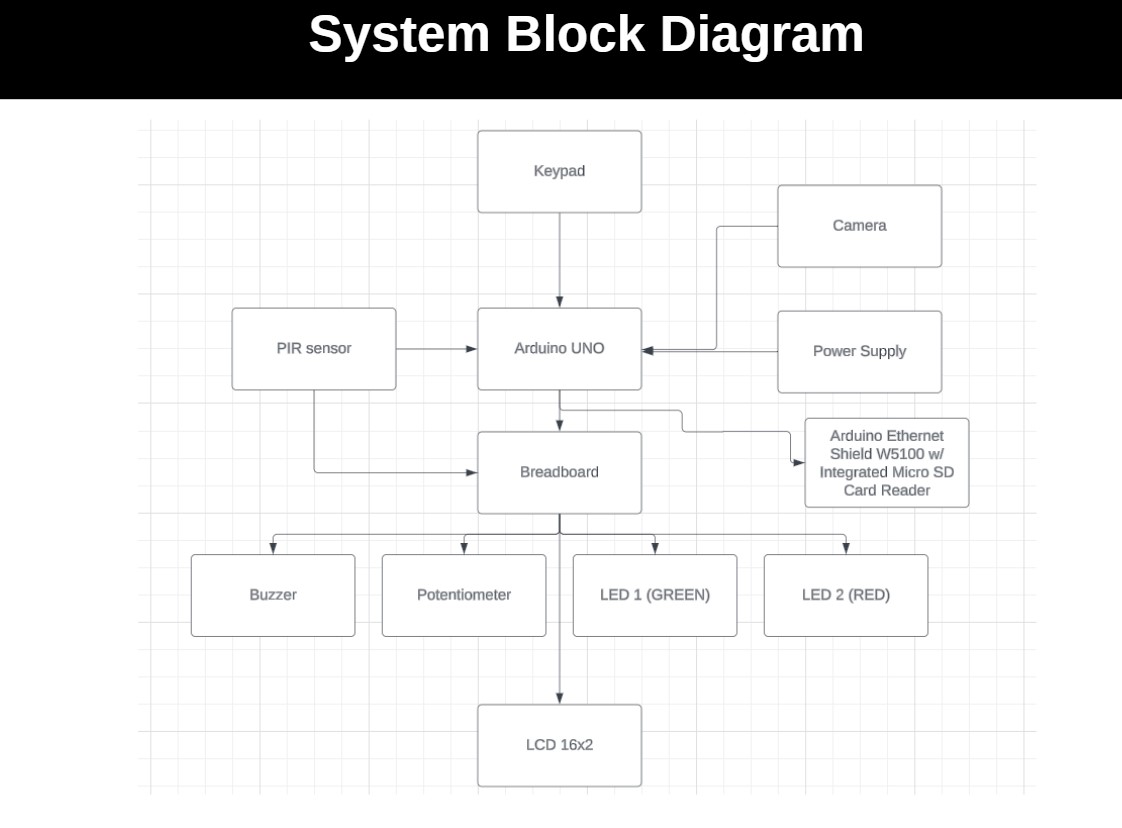 System Block Diagram
Keypad
Camera
PIR sensor
Arduino UNO
Power Supply
Arduino Ethernet
Shield W5100 w/
Integrated Micro SD
Card Reader
Breadboard
Buzzer
Potentiometer
LED 1 (GREEN)
LED 2 (RED)
LCD 16x2